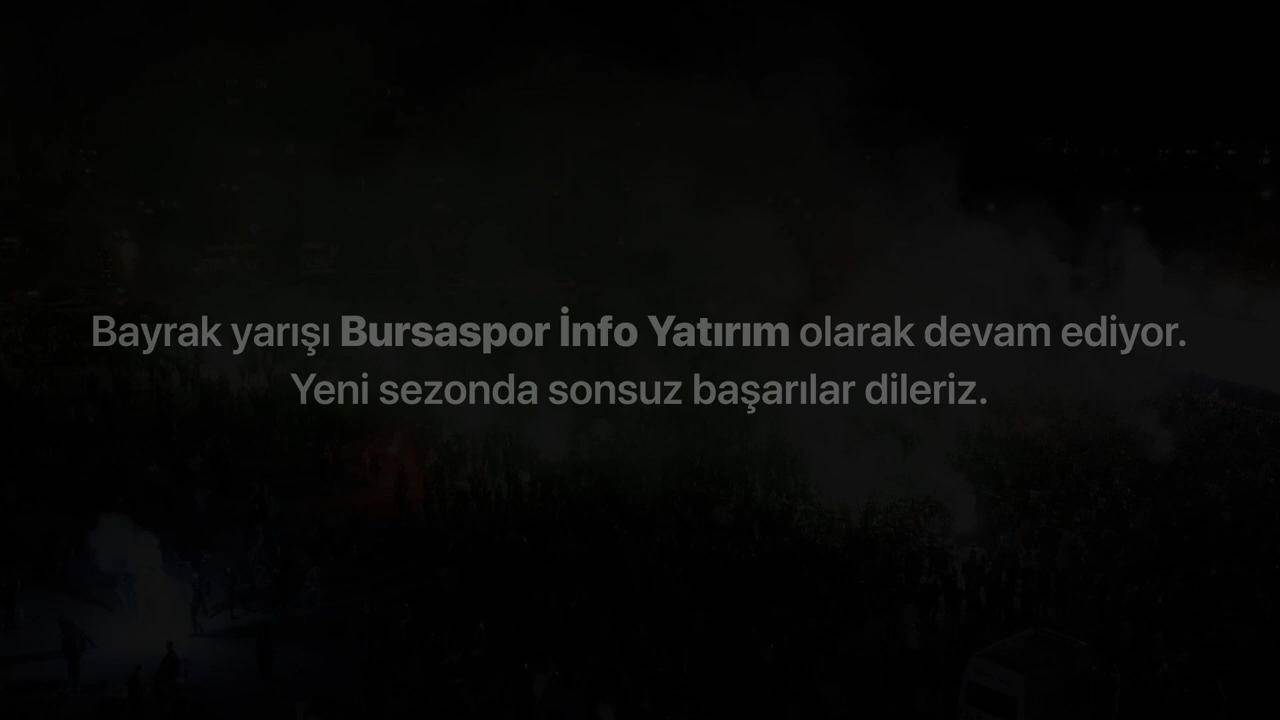 Bayrak yarışı Bursaspor İnfo Yatırım olarak devam ediyor.
Yeni sezonda sonsuz başarılar dileriz.